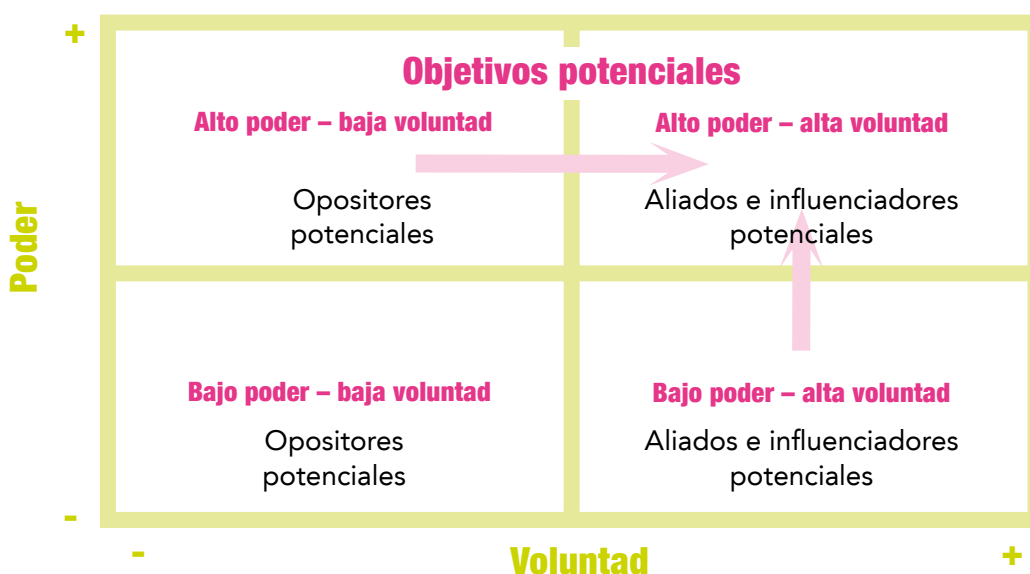 +
Objetivos potenciales
Alto poder – baja voluntad
Alto poder – alta voluntad
Opositores
potenciales
Aliados e influenciadores
potenciales
Poder
Bajo poder – baja voluntad
Bajo poder – alta voluntad
Opositores
potenciales
Aliados e influenciadores
potenciales
-
-
Voluntad
+